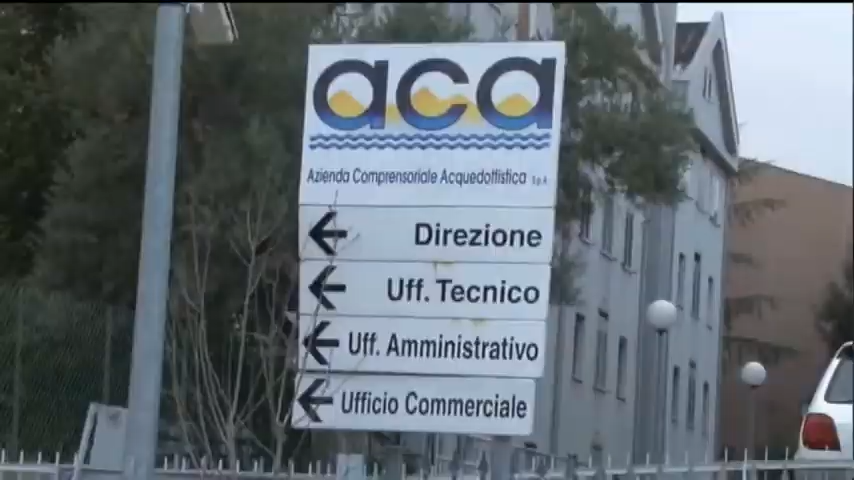 aca
Azienda Comprensoriale Acquedottistica S.p.A.
Direzione
Uff. Tecnico
Uff. Amministrativo
Ufficio Commerciale